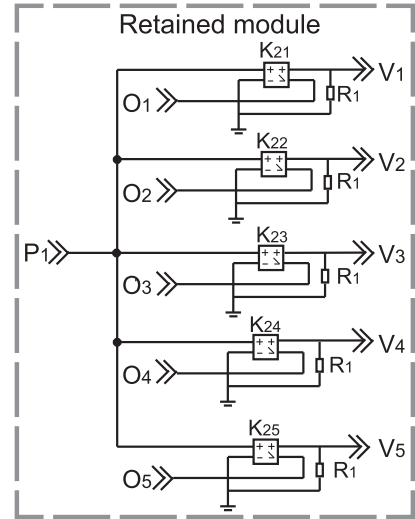 Retained module
K21
V1
O1
R1
K22
V2
O2
R1
K23
P1
V3
O3
R1
K24
V4
O4
R1
K25
V5
O5
R1